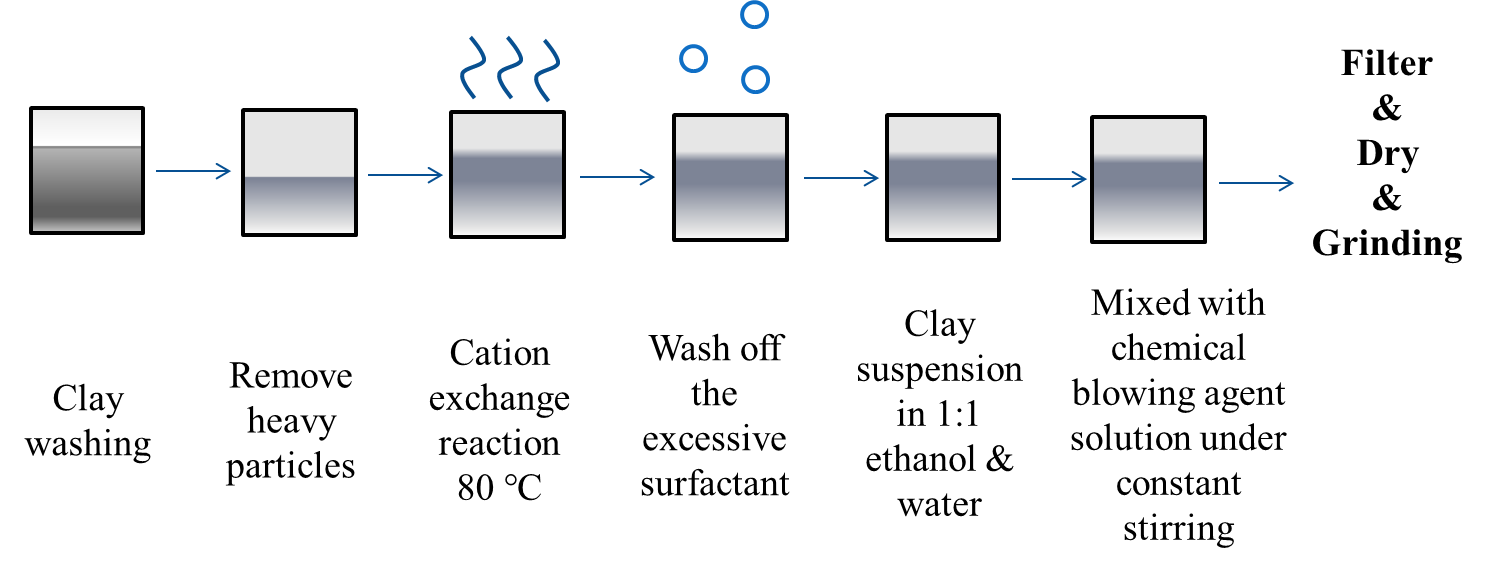 Clay
washing
Remove
heavy
particles
Cation
exchange
reaction
80 ℃
Wash off
the
excessive
surfactant
Clay
suspension
in 1:1
ethanol &
water
Mixed with
chemical
blowing agent
solution under
constant
stirring
Filter
&
Dry
&
Grinding